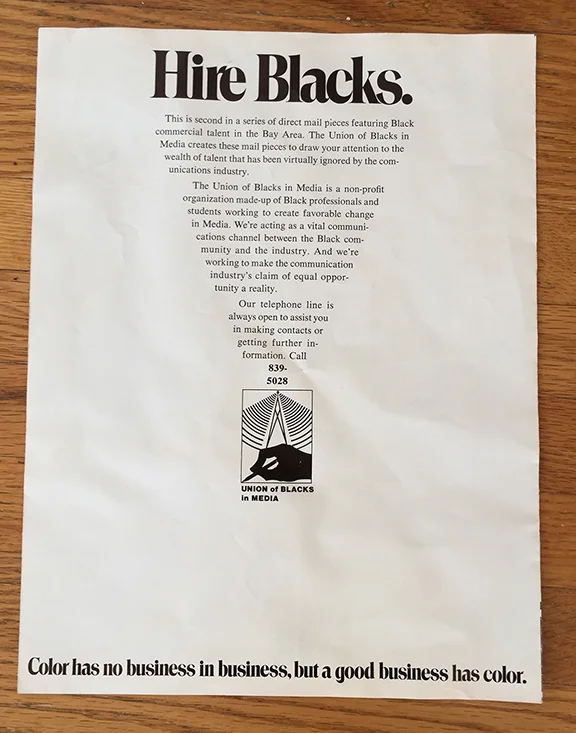 Hire Blacks.
This is second in a series of direct mail pieces featuring Black
commercial talent in the Bay Area. The Union of Blacks in
Media creates these mail pieces to draw your attention to the
wealth of talent that has been virtually ignored by the com-
unications industry.
The Union of Blacks in Media is a non-profit
organization made-up of Black professionals and
students working to create favorable change
in Media. We're acting as a vital communi-
cations channel between the Black com-
munity and the industry. And we're
working to make the communication
industry's claim of equal oppor-
tunity a reality.
Our telephone line is
always open to assist you
in making contacts or
getting further in-
formation. Call
839-
5028
UNION of BLACKS
in MEDIA
Color has no business in business, but a good business has color.